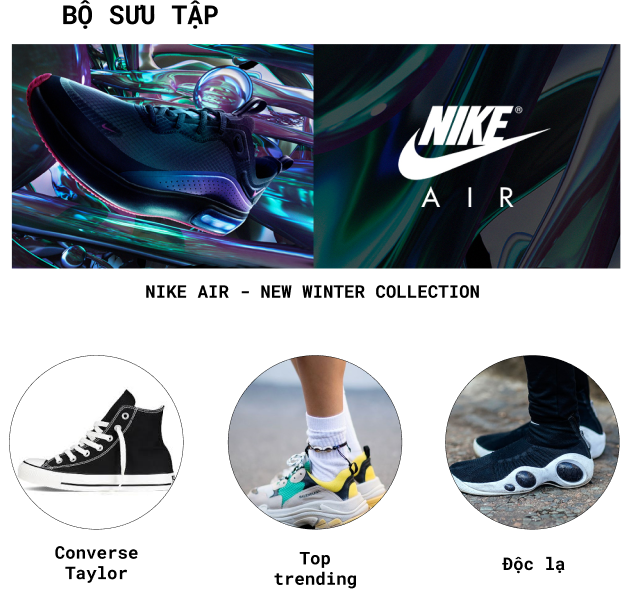 BỘ SƯU TẬP
NIKE®
AIR
NIKE AIR - NEW WINTER COLLECTION
Converse
Taylor
Top
trending
Độc lạ